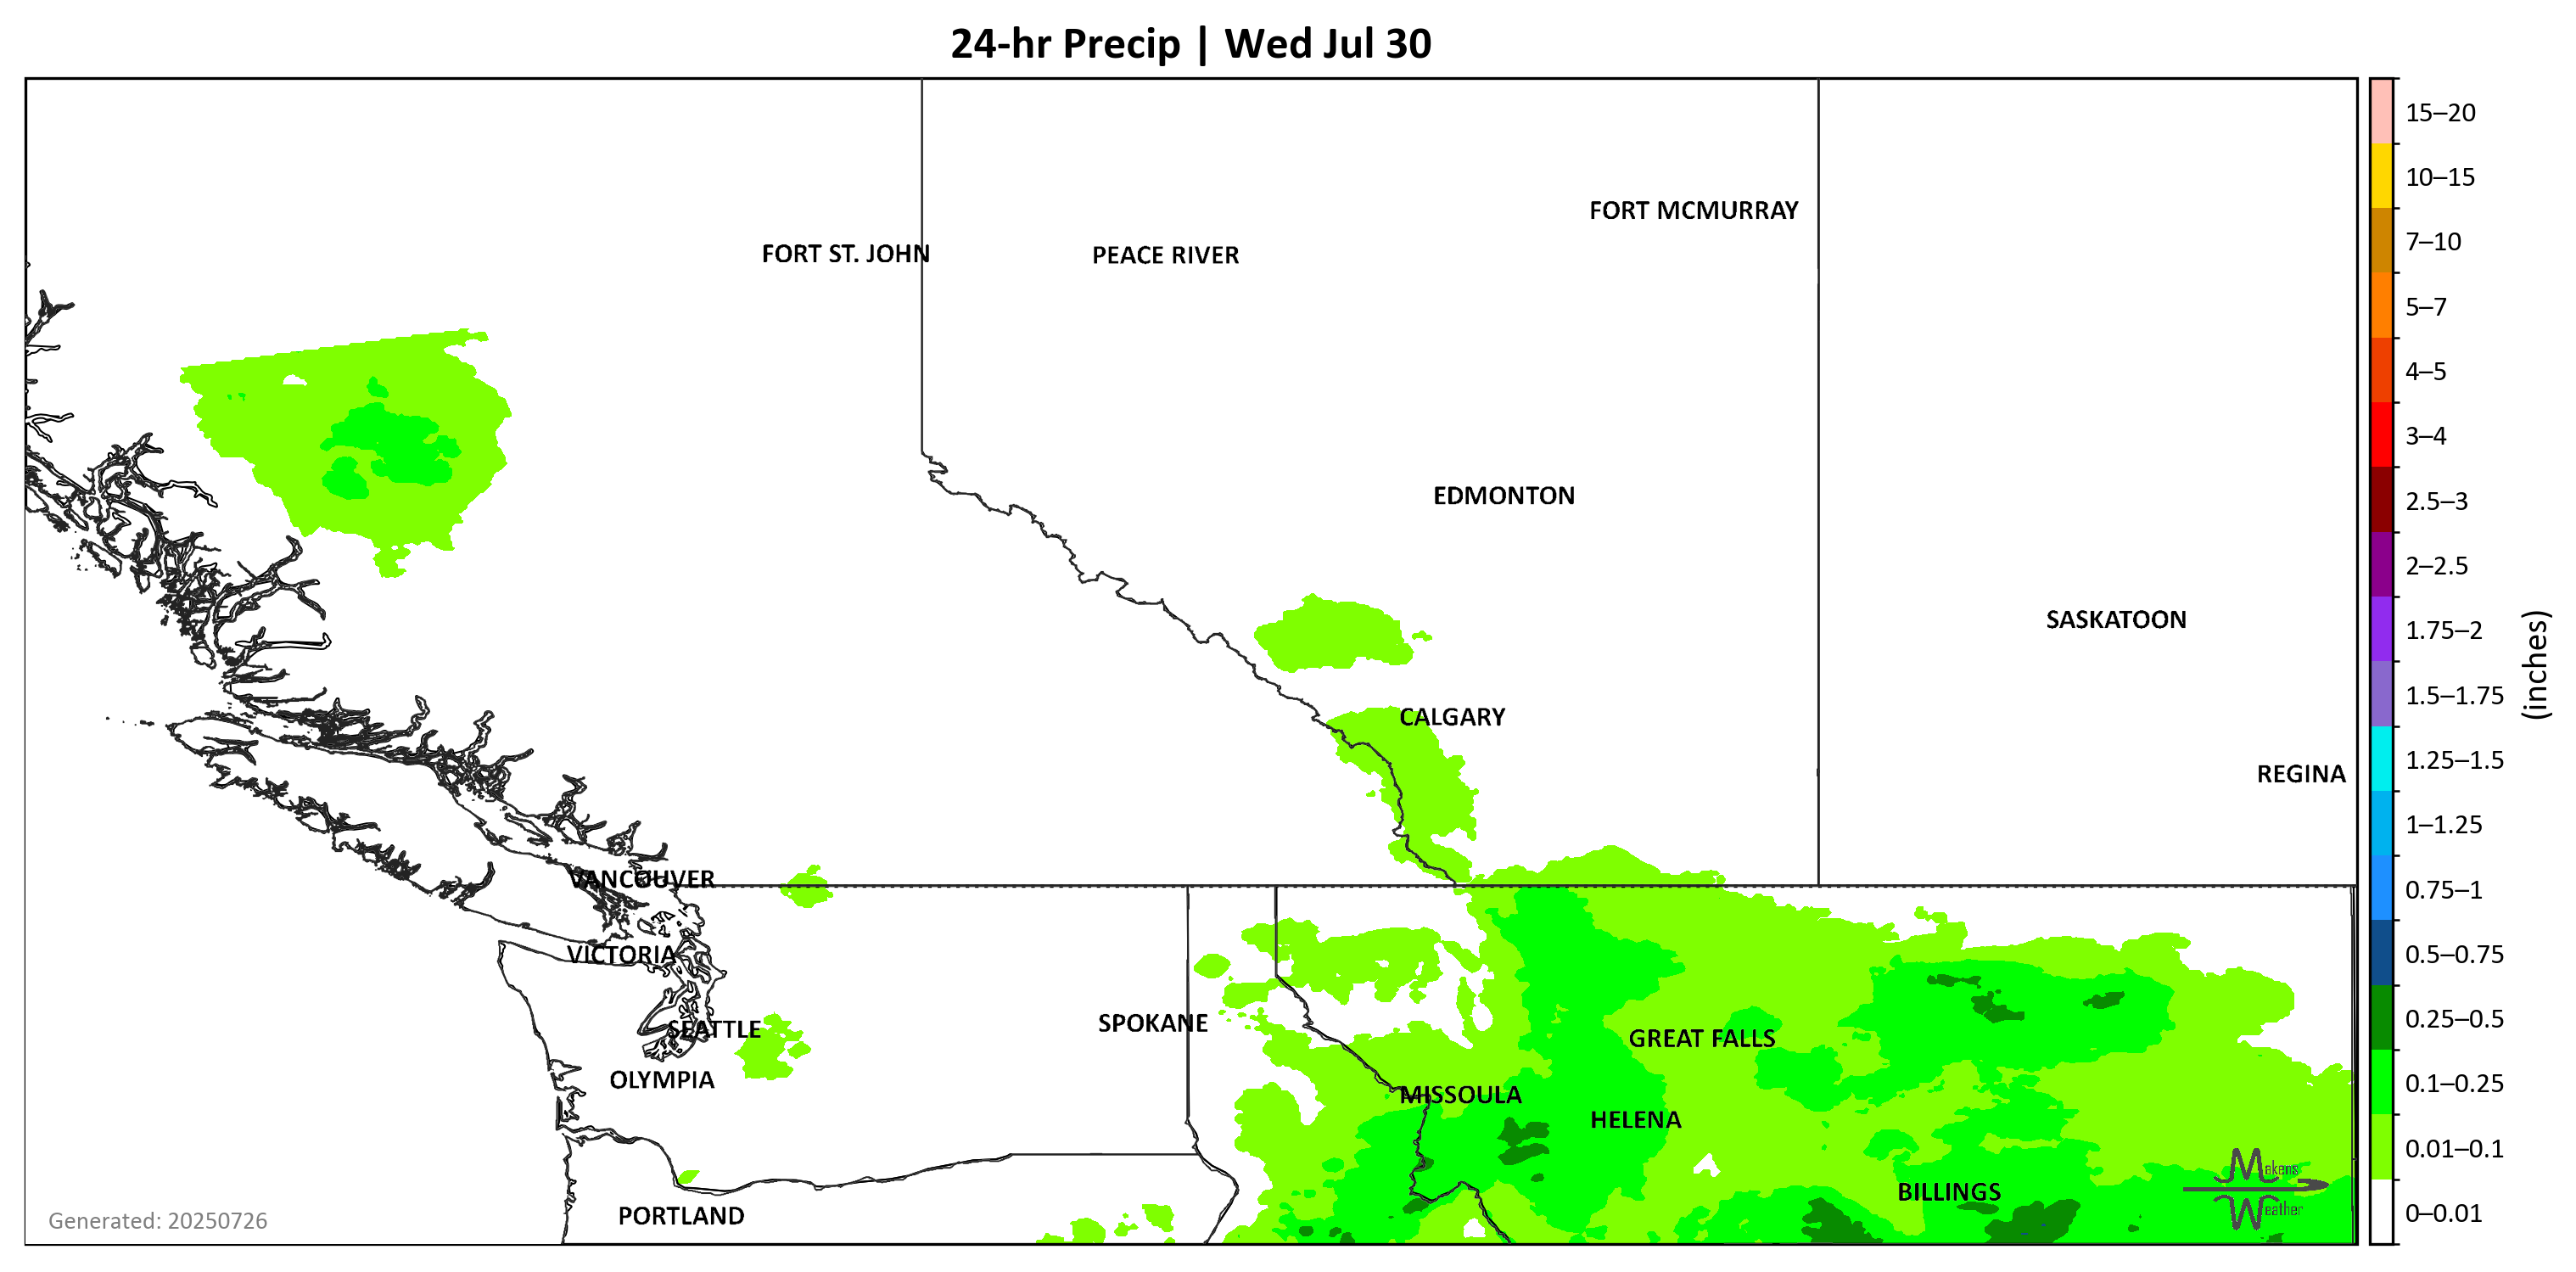 24-hr Precip | Wed Jul 30
15–20
10–15
7–10
5–7
4–5
3–4
2.5–3
2–2.5
1.75–2
1.5–1.75
1.25–1.5
1–1.25
0.75–1
0.5–0.75
0.25–0.5
0.1–0.25
0.01–0.1
0–0.01
(inches)
FORT MCMURRAY
FORT ST. JOHN
PEACE RIVER
EDMONTON
SASKATOON
CALGARY
REGINA
VANCOUVER
VICTORIA
SEATTLE
SPOKANE
GREAT FALLS
OLYMPIA
MISSOULA
HELENA
BILLINGS
PORTLAND
Makens
Weather
Generated: 20250726